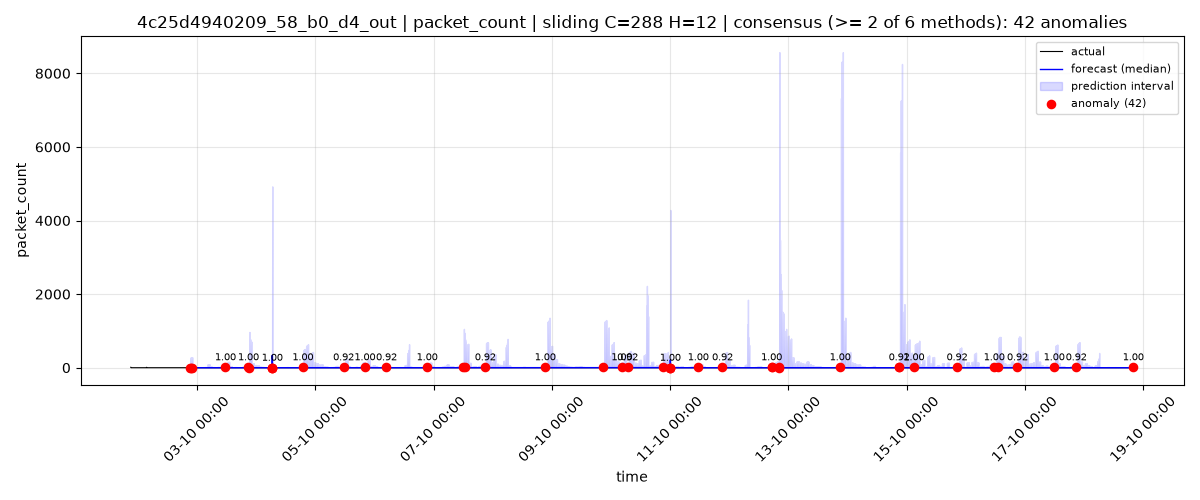 4c25d4940209_58_b0_d4_out | packet_count | sliding C=288 H=12 | consensus (>= 2 of 6 methods): 42 anomalies
actual
forecast (median)
prediction interval
anomaly (42)
packet_count
8000
6000
4000
2000
0
1.00 1.00 1.00 1.00 0.92 1.00 0.92 1.00 0.92 1.00 0.92 1.00 1.00 0.92 1.00 1.00 0.92 1.00 0.92 1.00 0.92 1.00 0.92 1.00
03-10 00:00
05-10 00:00
07-10 00:00
09-10 00:00
11-10 00:00
13-10 00:00
15-10 00:00
17-10 00:00
19-10 00:00
time